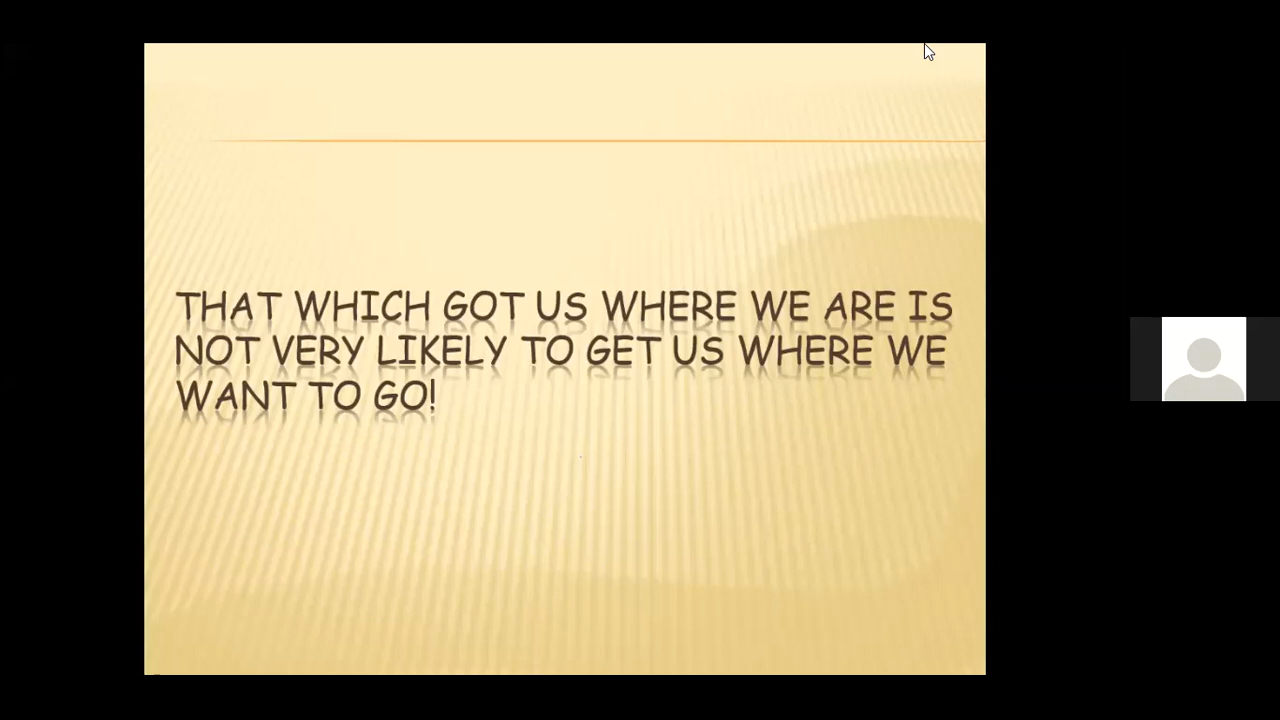 THAT WHICH GOT US WHERE WE ARE IS
NOT VERY LIKELY TO GET US WHERE WE
WANT TO GO!